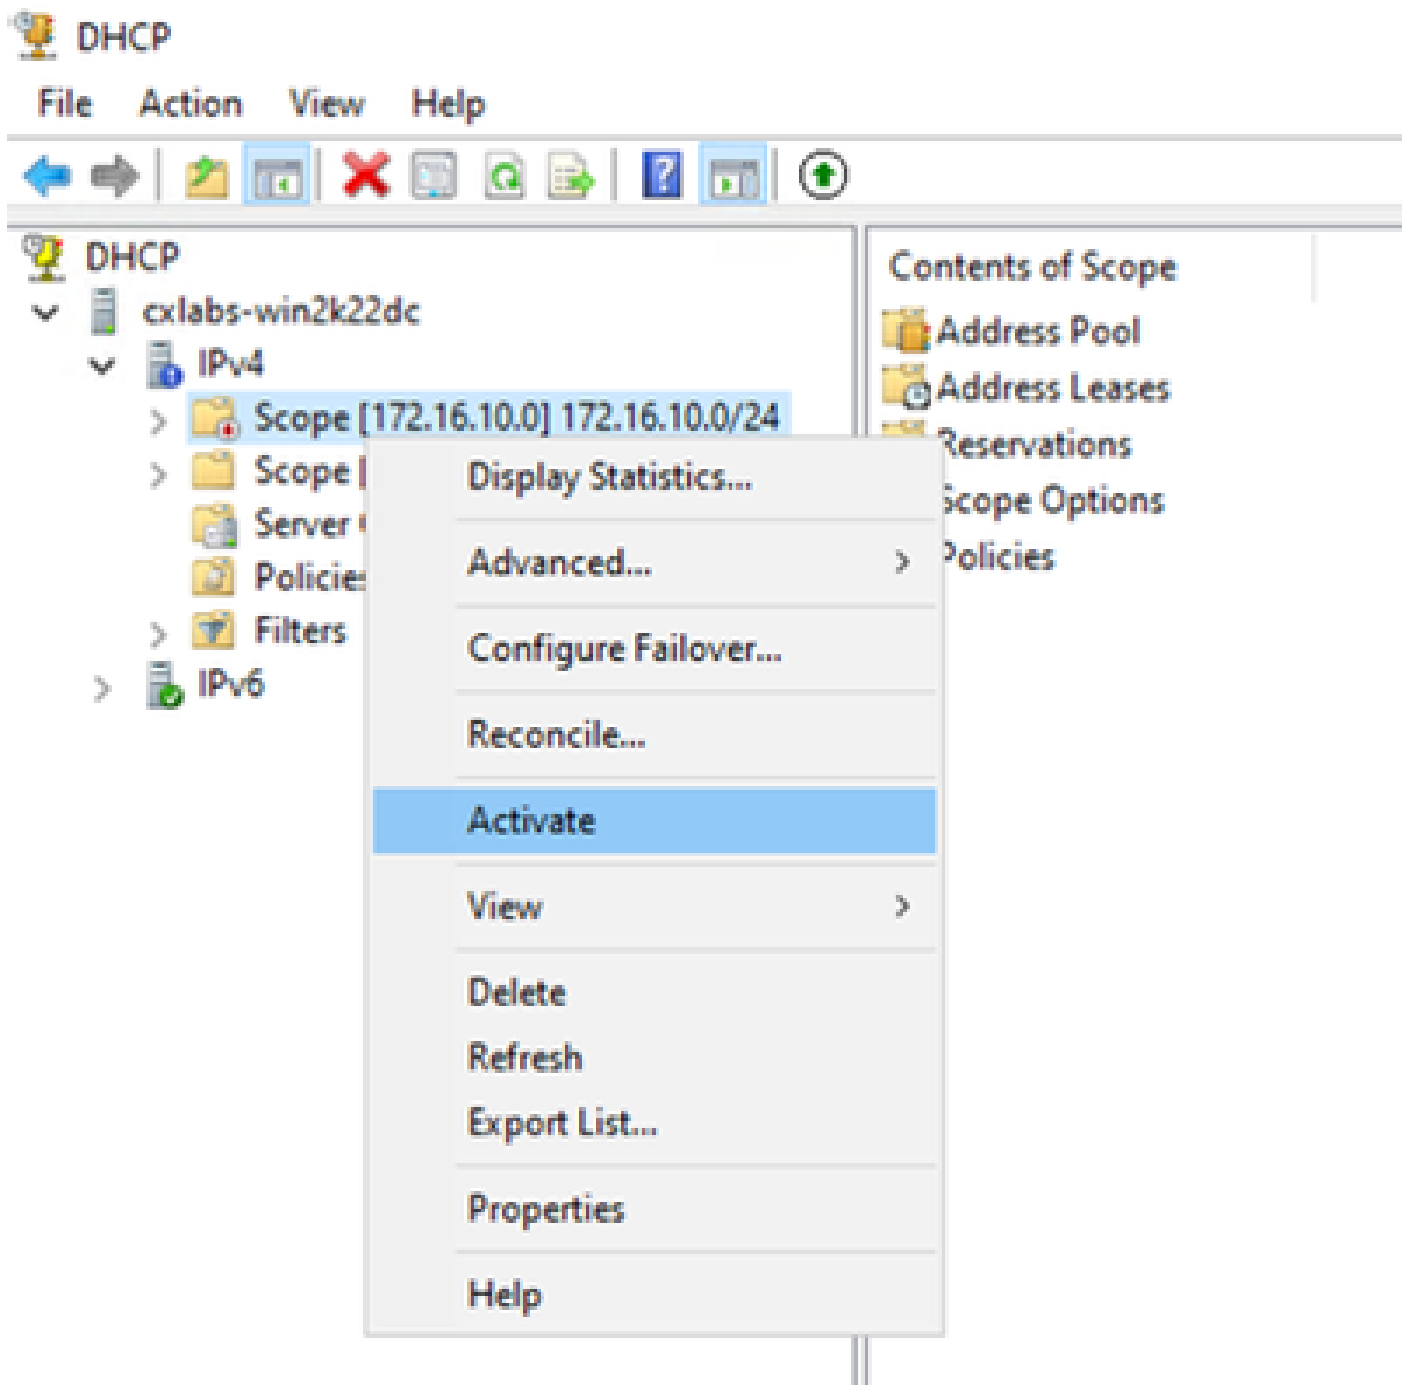 DHCP
File Action View Help
DHCP
cxlabs-win2k22dc
IPv4
Scope [172.16.10.0] 172.16.10.0/24
Scope [
Server
Policies
Filters
IPv6
Contents of Scope
Address Pool
Address Leases
Reservations
Scope Options
Policies
Display Statistics...
Advanced...
Configure Failover...
Reconcile...
Activate
View
Delete
Refresh
Export List...
Properties
Help